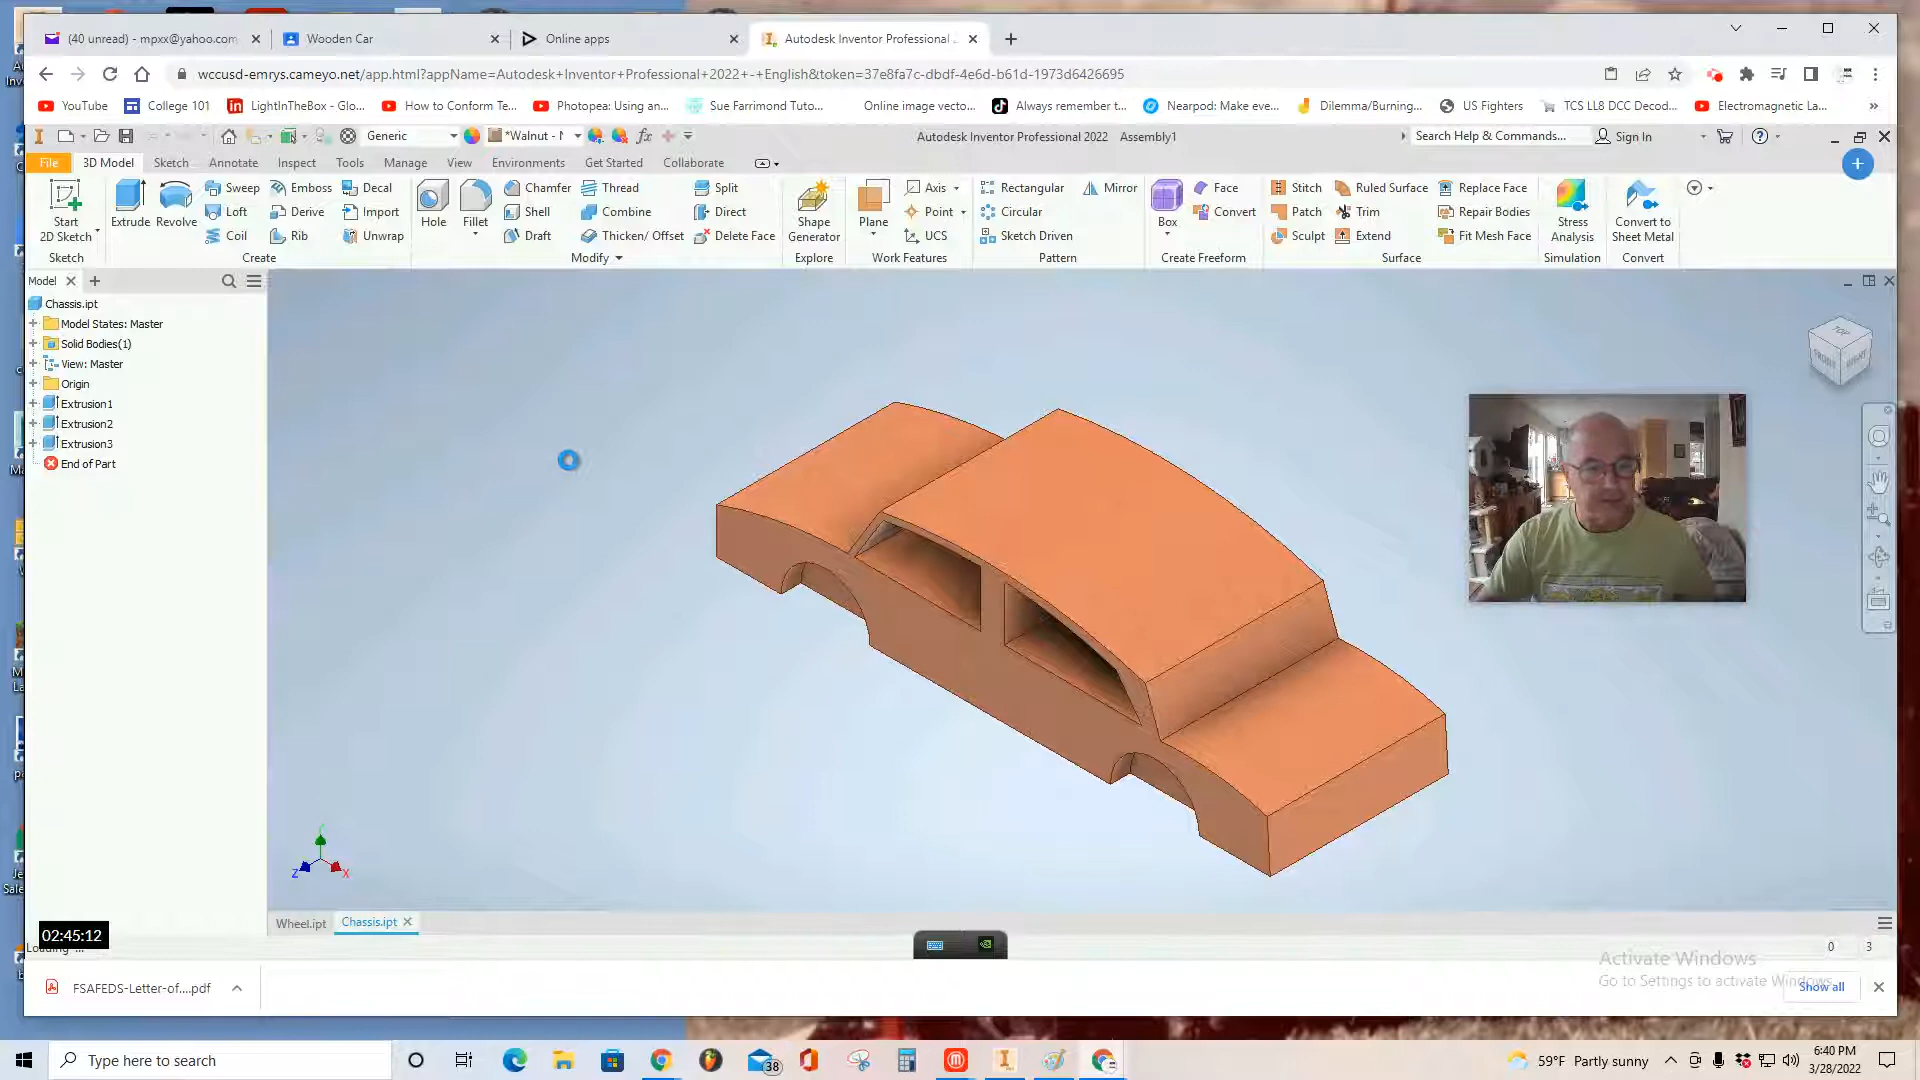 (40 unread) - mpxx@yahoo.com
Wooden Car
Online apps
Autodesk Inventor Professional
wccusd-emrys.cameyo.net/app.html?appName=Autodesk+Inventor+Professional+2022+-+English&token=37e8fa7c-dbdf-4e6d-b61d-1973d6426695
YouTube
College 101
LightInTheBox - Glo...
How to Conform Te...
Photopea: Using an...
Sue Farrimond Tuto...
Online image vecto...
Always remember t...
Nearpod: Make eve...
Dilemma/Burning...
US Fighters
TCS LL8 DCC Decod...
Electromagnetic La...
Generic
*Walnut - N
Autodesk Inventor Professional 2022 Assembly1
Search Help & Commands...
Sign In
File
3D Model
Sketch
Annotate
Inspect
Tools
Manage
View
Environments
Get Started
Collaborate
Start
2D Sketch
Sketch
Extrude
Revolve
Sweep
Loft
Coil
Emboss
Derive
Rib
Decal
Import
Unwrap
Create
Hole
Fillet
Chamfer
Shell
Draft
Thread
Combine
Thicken/ Offset
Split
Direct
Delete Face
Modify
Shape
Generator
Explore
Plane
Axis
Point
UCS
Work Features
Rectangular
Circular
Sketch Driven
Mirror
Pattern
Box
Face
Convert
Create Freeform
Stitch
Patch
Sculpt
Ruled Surface
Trim
Extend
Replace Face
Repair Bodies
Fit Mesh Face
Surface
Stress
Analysis
Simulation
Convert to
Sheet Metal
Convert
Model
Chassis.ipt
Model States: Master
Solid Bodies(1)
View: Master
Origin
Extrusion1
Extrusion2
Extrusion3
End of Part
TOP
FRONT
RIGHT
Z
X
Wheel.ipt
Chassis.ipt
02:45:12
Loading ...
0 3
Activate Windows
Go to Settings to activate Windows.
FSAFEDS-Letter-of....pdf
Show all
Type here to search
38
59°F Partly sunny
6:40 PM
3/28/2022